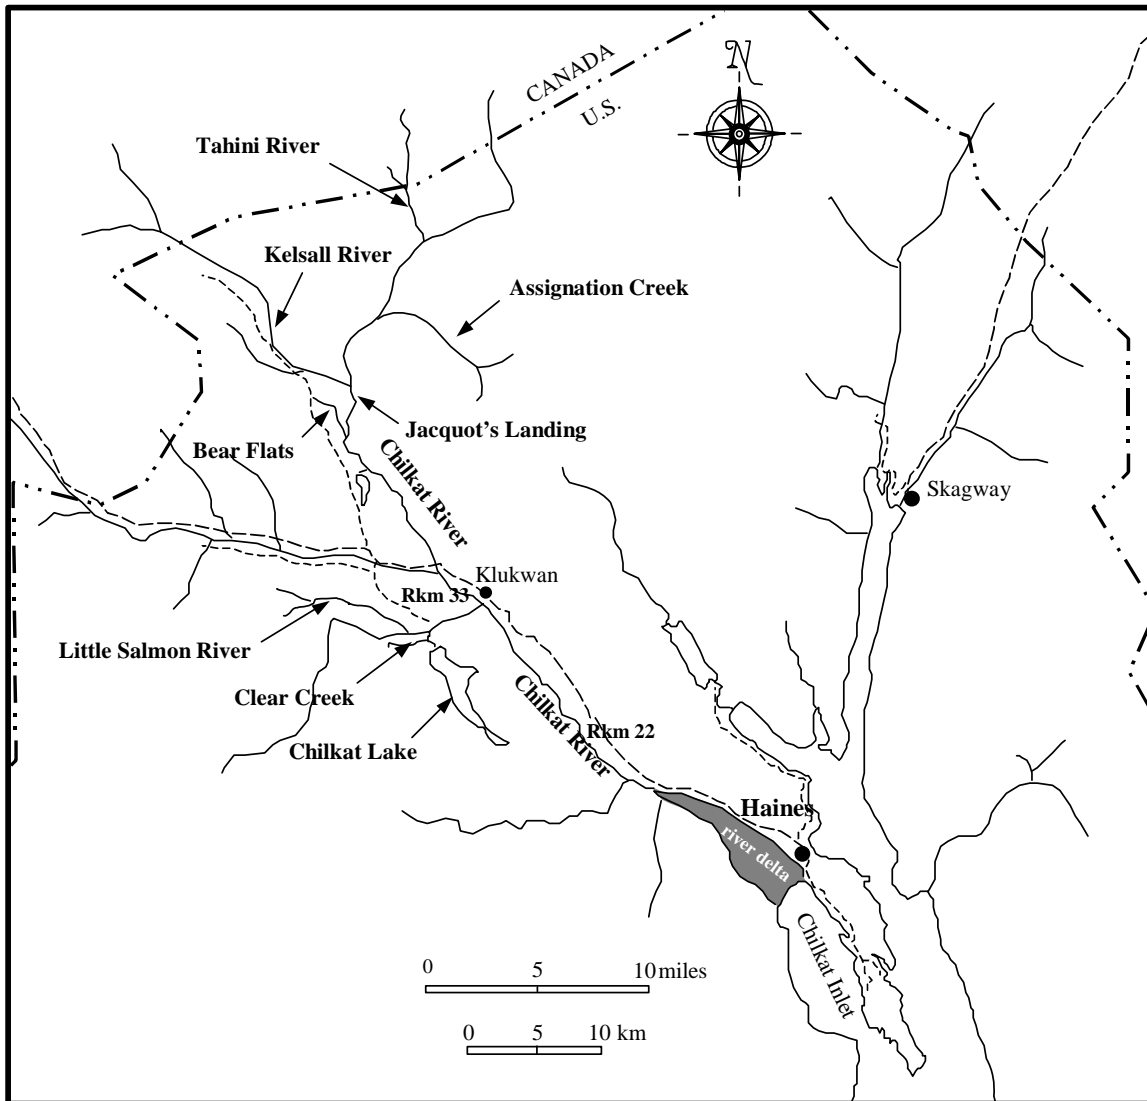 N
CANADA
U.S.
Tahini River
Kelsall River
Assignation Creek
Jacquot's Landing
Bear Flats
Chilkat River
Skagway
Klukwan
Rkm 33
Little Salmon River
Clear Creek
Chilkat Lake
Chilkat River
Rkm 22
Haines
river delta
Chilkat Inlet
0 5 10 miles
0 5 10 km